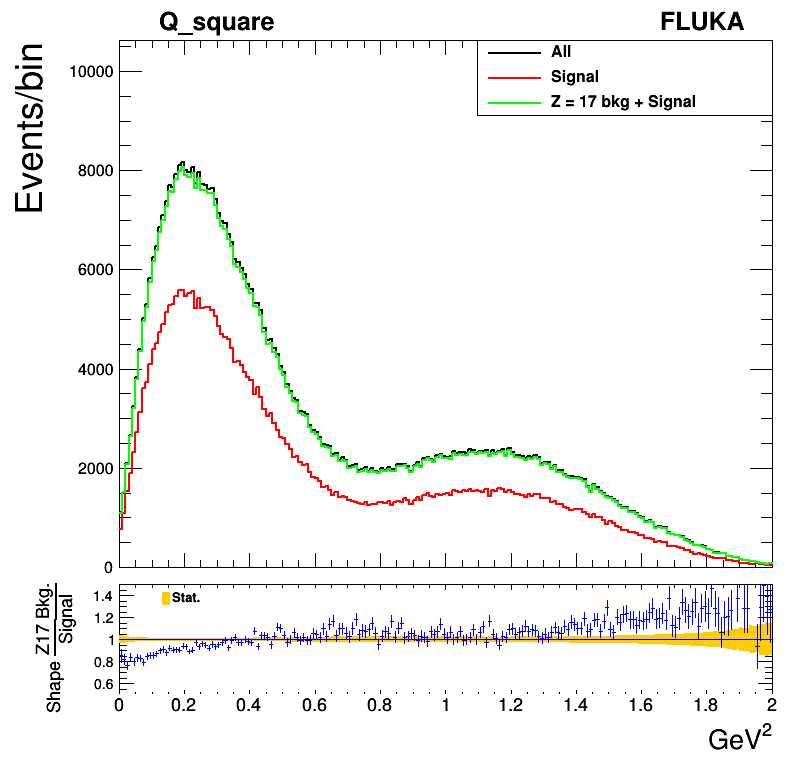 Q_square FLUKA
Events/bin
All
Signal
Z = 17 bkg + Signal
10000
8000
6000
4000
2000
0
Shape Z17 Bkg. / Signal
Stat.
1.4
1.2
1
0.8
0.6
0 0.2 0.4 0.6 0.8 1 1.2 1.4 1.6 1.8 2
GeV²